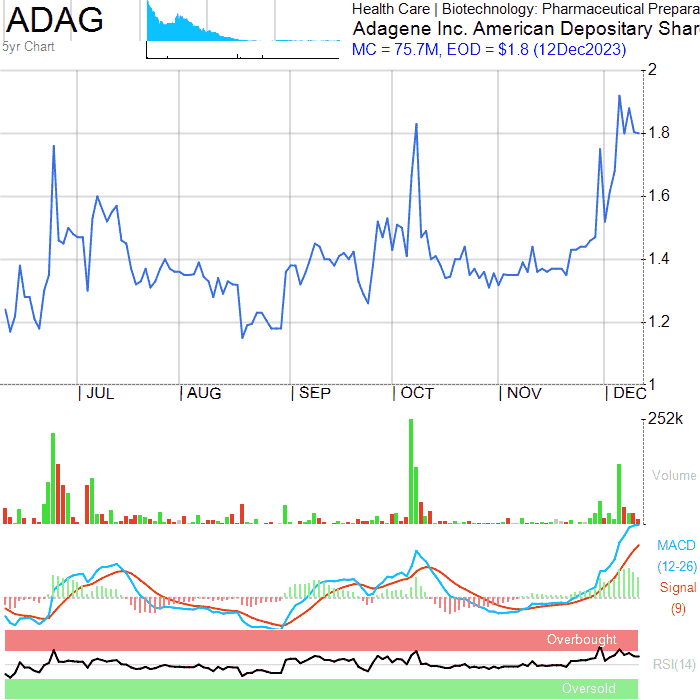 ADAG
5yr Chart
Health Care | Biotechnology: Pharmaceutical Prepara
Adagene Inc. American Depositary Shar
MC = 75.7M, EOD = $1.8 (12Dec2023)
2
1.8
1.6
1.4
1.2
1
| JUL | AUG | SEP | OCT | NOV | DEC
252k
Volume
MACD
(12-26)
Signal
(9)
Overbought
RSI(14)
Oversold